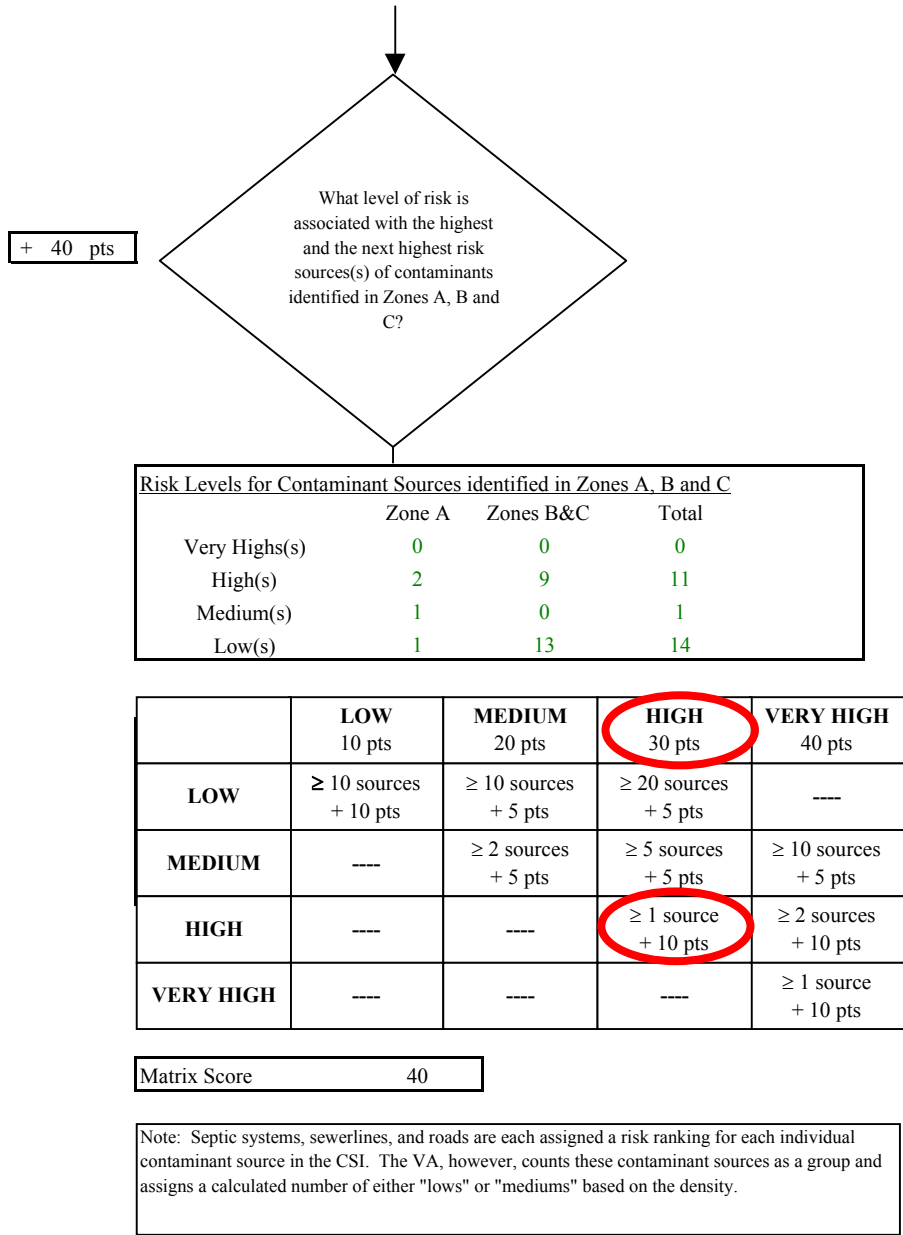 What level of risk is
associated with the highest
and the next highest risk
sources(s) of contaminants
identified in Zones A, B and
C?
+ 40 pts
Risk Levels for Contaminant Sources identified in Zones A, B and C
Zone A Zones B&C Total
Very Highs(s) 0 0 0
High(s) 2 9 11
Medium(s) 1 0 1
Low(s) 1 13 14
LOW MEDIUM HIGH VERY HIGH
10 pts 20 pts 30 pts 40 pts
LOW ≥ 10 sources ≥ 10 sources ≥ 20 sources ----
+ 10 pts + 5 pts + 5 pts
MEDIUM ---- ≥ 2 sources ≥ 5 sources ≥ 10 sources
+ 5 pts + 5 pts + 5 pts
HIGH ---- ---- ≥ 1 source ≥ 2 sources
+ 10 pts + 10 pts
VERY HIGH ---- ---- ---- ≥ 1 source
+ 10 pts
Matrix Score 40
Note: Septic systems, sewerlines, and roads are each assigned a risk ranking for each individual
contaminant source in the CSI. The VA, however, counts these contaminant sources as a group and
assigns a calculated number of either "lows" or "mediums" based on the density.